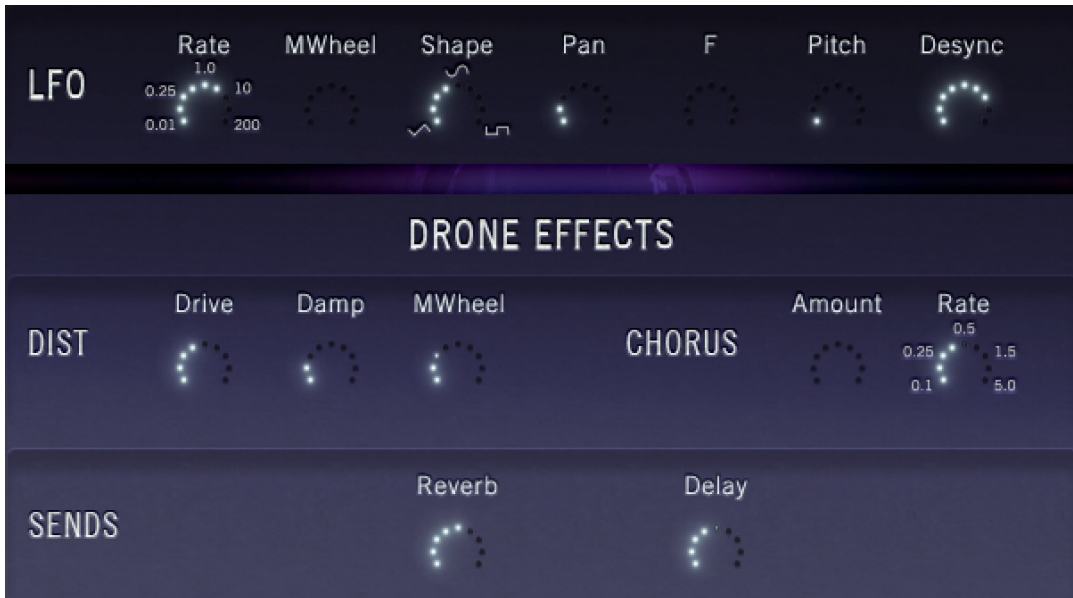 Rate MWheel Shape Pan F Pitch Desync
1.0
LFO
0.25 10
0.01 200
DRONE EFFECTS
Drive Damp MWheel Amount Rate
0.5
DIST CHORUS
0.25 1.5
0.1 5.0
Reverb Delay
SENDS